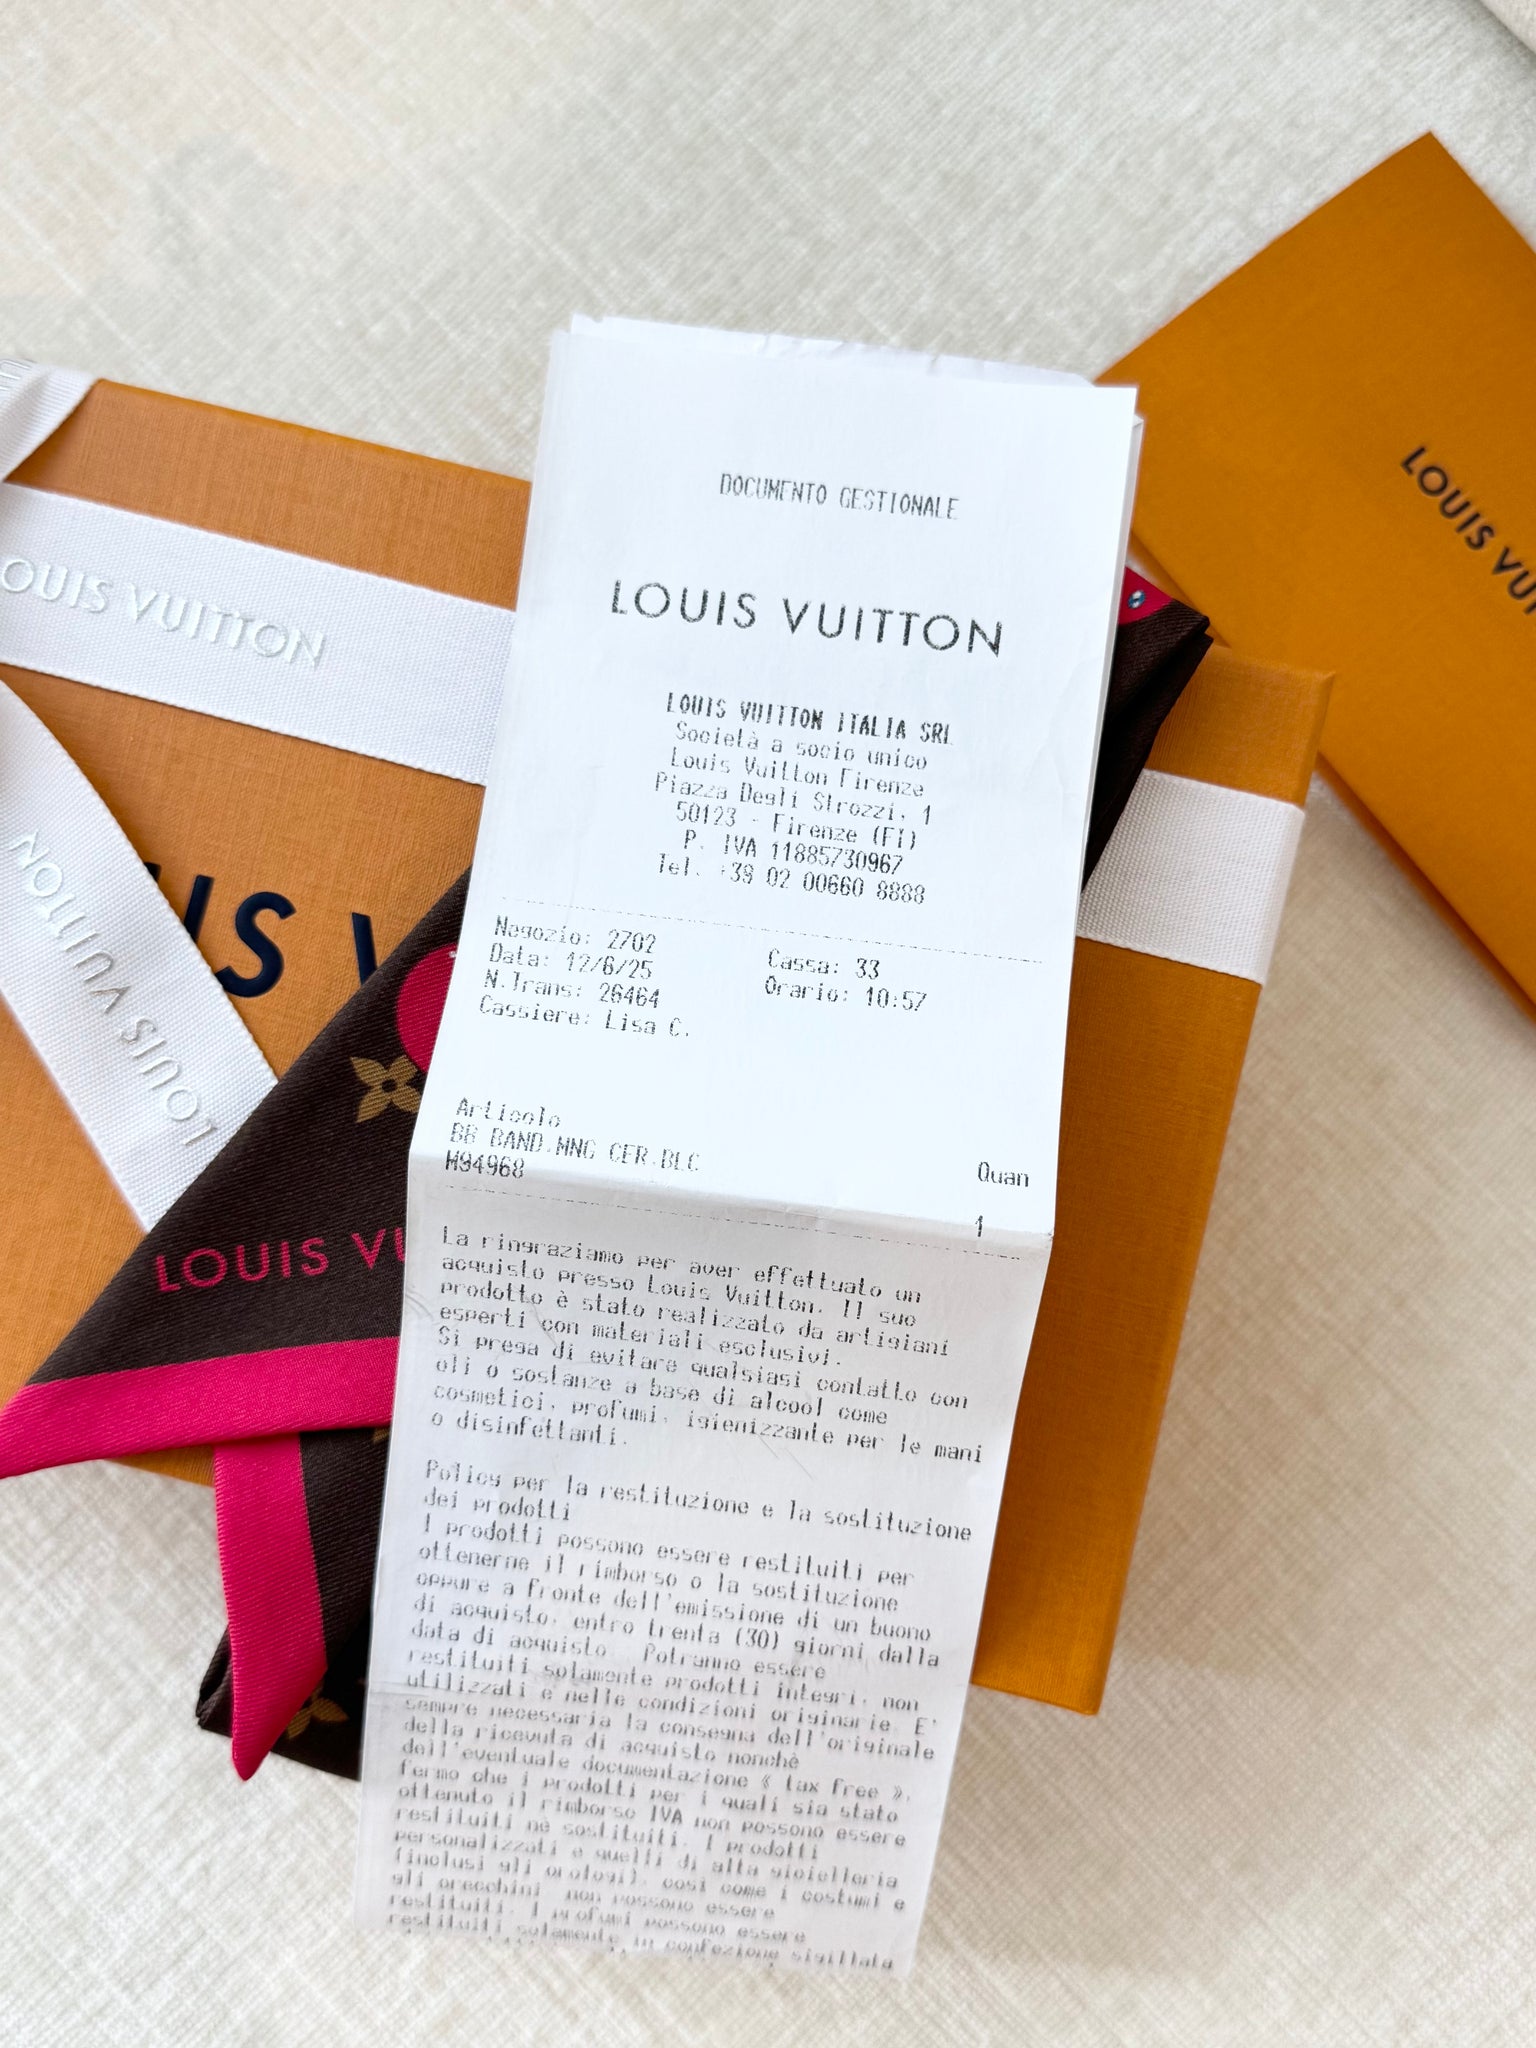 DOCUMENTO GESTIONALE
LOUIS VUITTON
LOUIS VUITTON ITALIA SRL
Società a socio unico
Louis Vuitton Firenze
Piazza Degli Strozzi, 1
50123 - Firenze (FI)
P. IVA 11885730967
Tel. +39 02 00660 8888
Negozio: 2702
Data: 12/6/25
Cassa: 33
N.Trans: 26464
Orario: 10:57
Cassiere: Lisa C.
Articolo
Quan
BB BAND.MNG CER.BLC
M94968
1
La ringraziamo per aver effettuato un
acquisto presso Louis Vuitton. Il suo
prodotto è stato realizzato da artigiani
esperti con materiali esclusivi.
Si prega di evitare qualsiasi contatto con
oli o sostanze a base di alcool come
cosmetici, profumi, igienizzante per le mani
o disinfettanti.
Policy per la restituzione e la sostituzione
dei prodotti
I prodotti possono essere restituiti per
ottenerne il rimborso o la sostituzione
oppure a fronte dell'emissione di un buono
di acquisto, entro trenta (30) giorni dalla
data di acquisto. Potranno essere
restituiti solamente prodotti integri, non
utilizzati e nelle condizioni originarie. E'
sempre necessaria la consegna dell'originale
della ricevuta di acquisto nonchè
dell'eventuale documentazione « tax free »,
fermo che i prodotti per i quali sia stato
ottenuto il rimborso IVA non possono essere
restituiti nè sostituiti. I prodotti
personalizzati e quelli di alta gioielleria
(inclusi gli orologi), così come i costumi e
gli orecchini non possono essere
restituiti. I profumi possono essere
restituiti solamente in confezione sigillata
OUIS VUITTON
LOUIS VUITTON
UIS V
LOUIS VU
LOUIS VUI